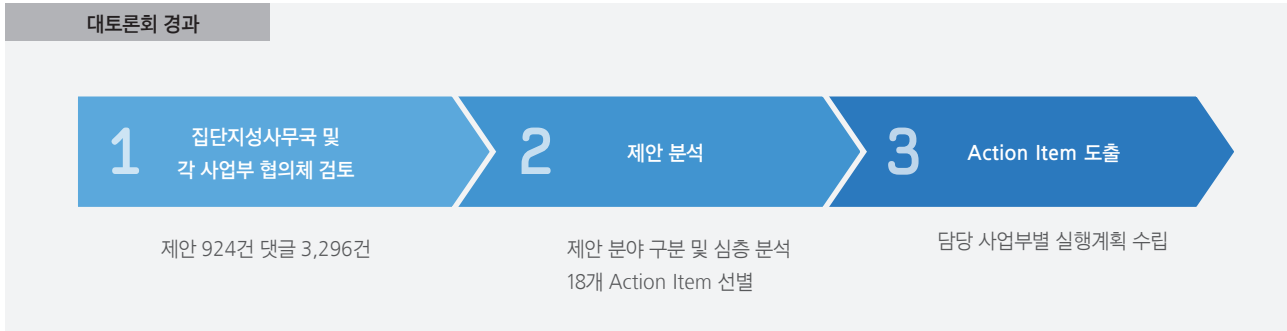 대토론회 경과
1
집단지성사무국 및
각 사업부 협의체 검토
2
제안 분석
3
Action Item 도출
제안 924건 댓글 3,296건
제안 분야 구분 및 심층 분석
18개 Action Item 선별
담당 사업부별 실행계획 수립